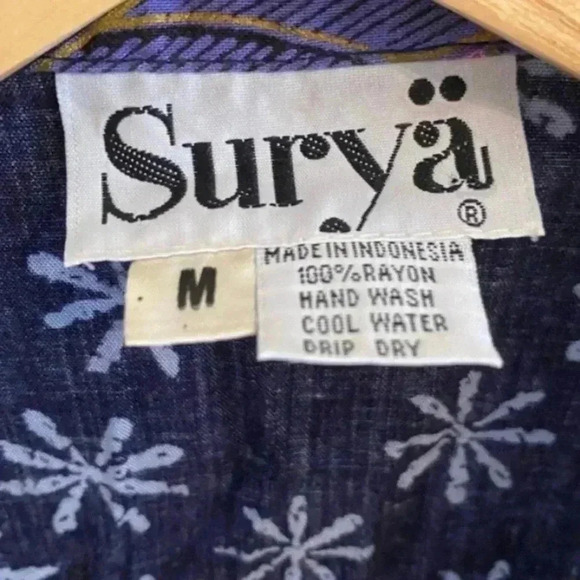 Suryä
®
M
MADE IN INDONESIA
100% RAYON
HAND WASH
COOL WATER
DRIP DRY